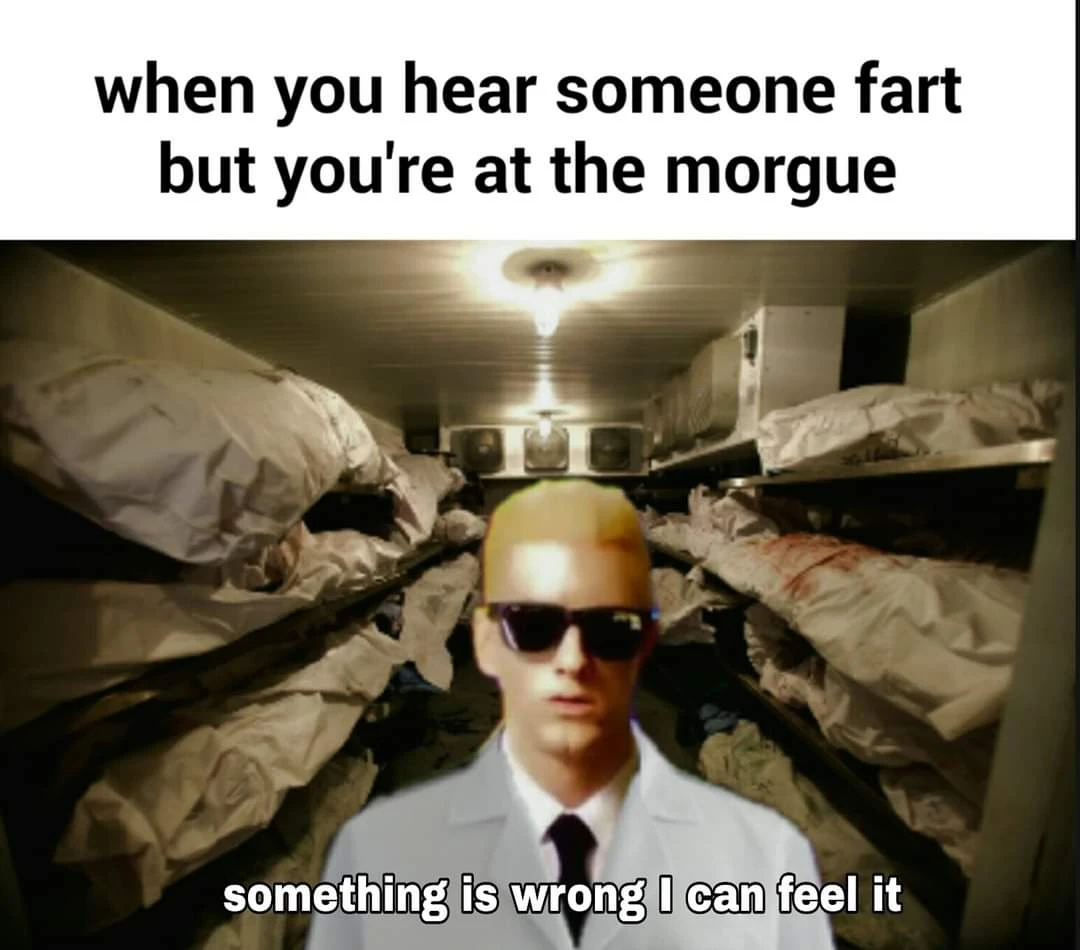 when you hear someone fart
but you're at the morgue
something is wrong I can feel it